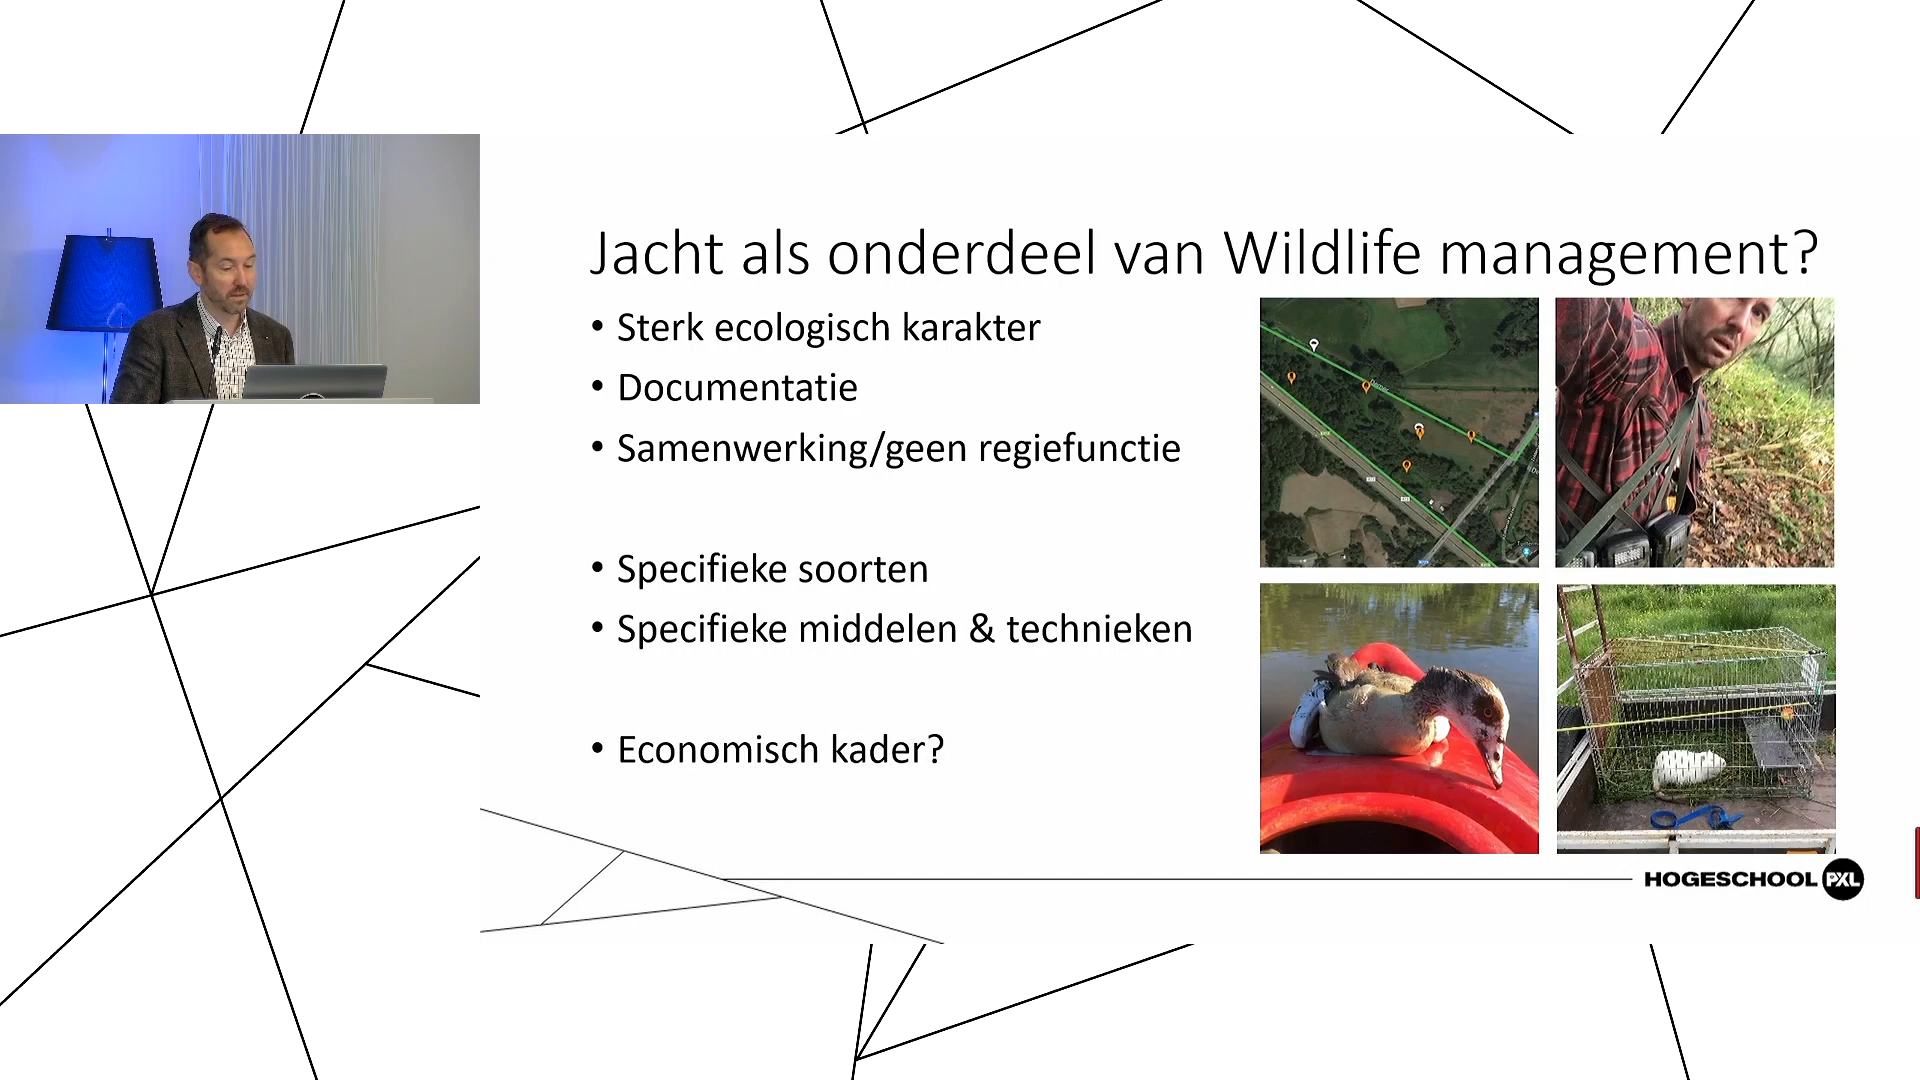 Jacht als onderdeel van Wildlife management?
• Sterk ecologisch karakter
• Documentatie
• Samenwerking/geen regiefunctie
• Specifieke soorten
• Specifieke middelen & technieken
• Economisch kader?
HOGESCHOOL PXL